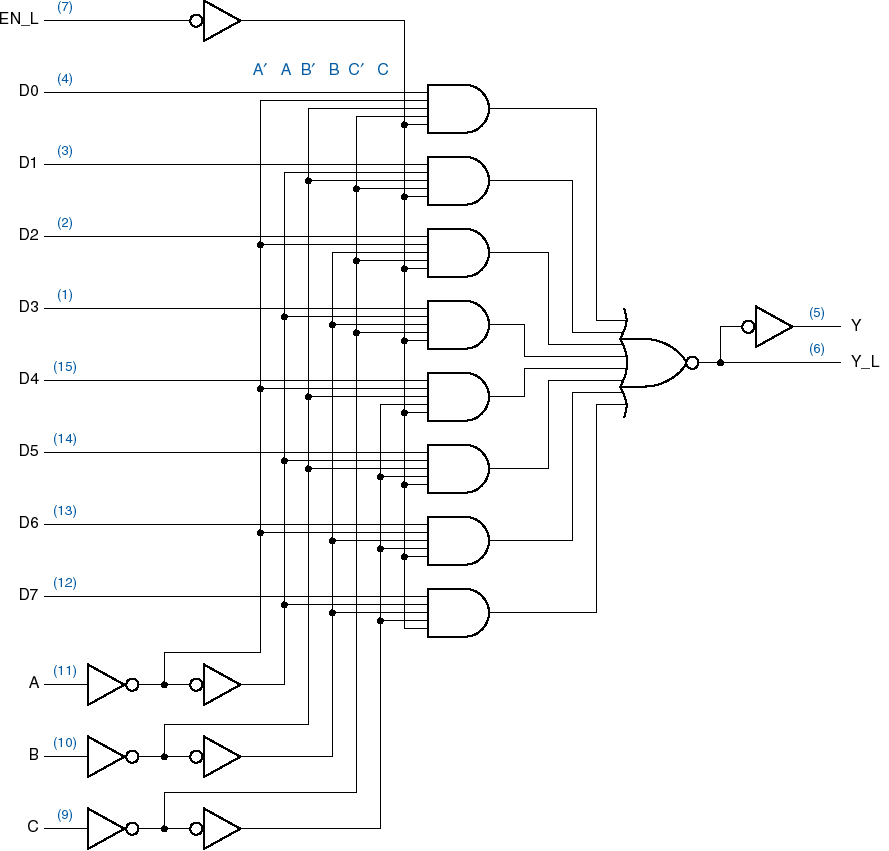 EN_L (7)
A′ A B′ B C′ C
D0 (4)
D1 (3)
D2 (2)
D3 (1)
(5) Y
(6) Y_L
D4 (15)
D5 (14)
D6 (13)
D7 (12)
A (11)
B (10)
C (9)